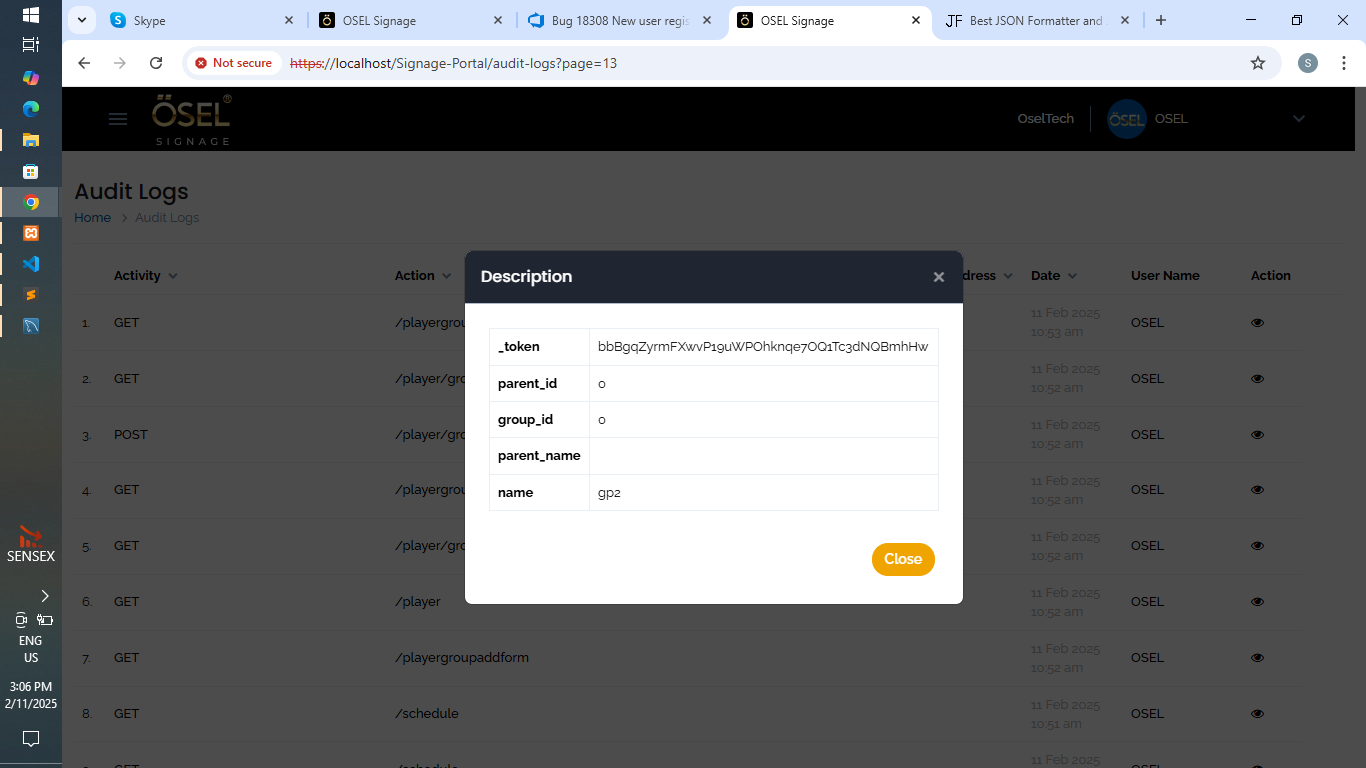 Skype
OSEL Signage
Bug 18308 New user regis
OSEL Signage
Best JSON Formatter and
Not secure
https://localhost/Signage-Portal/audit-logs?page=13
S
ÖSEL®
SIGNAGE
OselTech
ÖSEL
OSEL
Audit Logs
Home > Audit Logs
Activity Action dress Date User Name Action
1. GET /playergrou 11 Feb 2025 10:53 am OSEL
2. GET /player/gro 11 Feb 2025 10:52 am OSEL
3. POST /player/gro 11 Feb 2025 10:52 am OSEL
4. GET /playergrou 11 Feb 2025 10:52 am OSEL
5. GET /player/gro 11 Feb 2025 10:52 am OSEL
6. GET /player 11 Feb 2025 10:52 am OSEL
7. GET /playergroupaddform 11 Feb 2025 10:52 am OSEL
8. GET /schedule 11 Feb 2025 10:51 am OSEL
GET /schedule 11 Feb 2025 OSEL
Description
_token bbBgqZyrmFXwvP19uWPOhknqe7OQ1Tc3dNQBmhHw
parent_id 0
group_id 0
parent_name
name gp2
Close
SENSEX
ENG
US
3:06 PM
2/11/2025